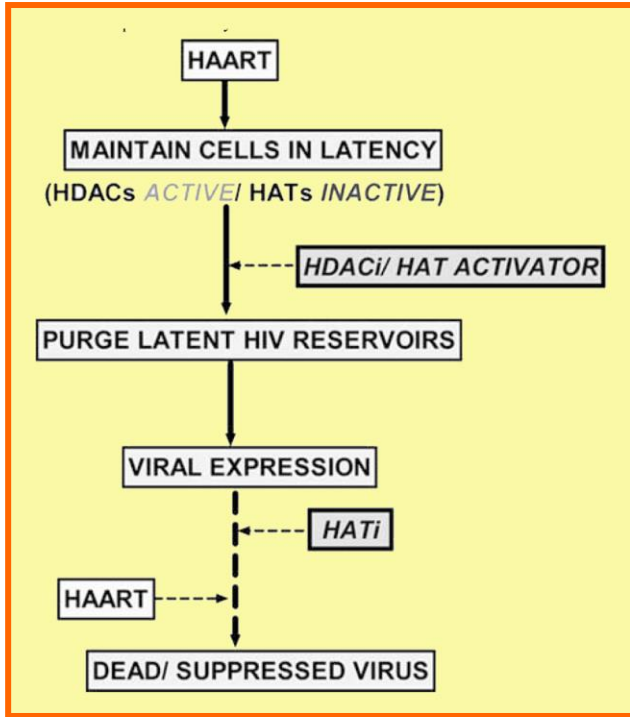 HAART
MAINTAIN CELLS IN LATENCY
(HDACs ACTIVE/ HATs INACTIVE)
HDACi/ HAT ACTIVATOR
PURGE LATENT HIV RESERVOIRS
VIRAL EXPRESSION
HATi
HAART
DEAD/ SUPPRESSED VIRUS